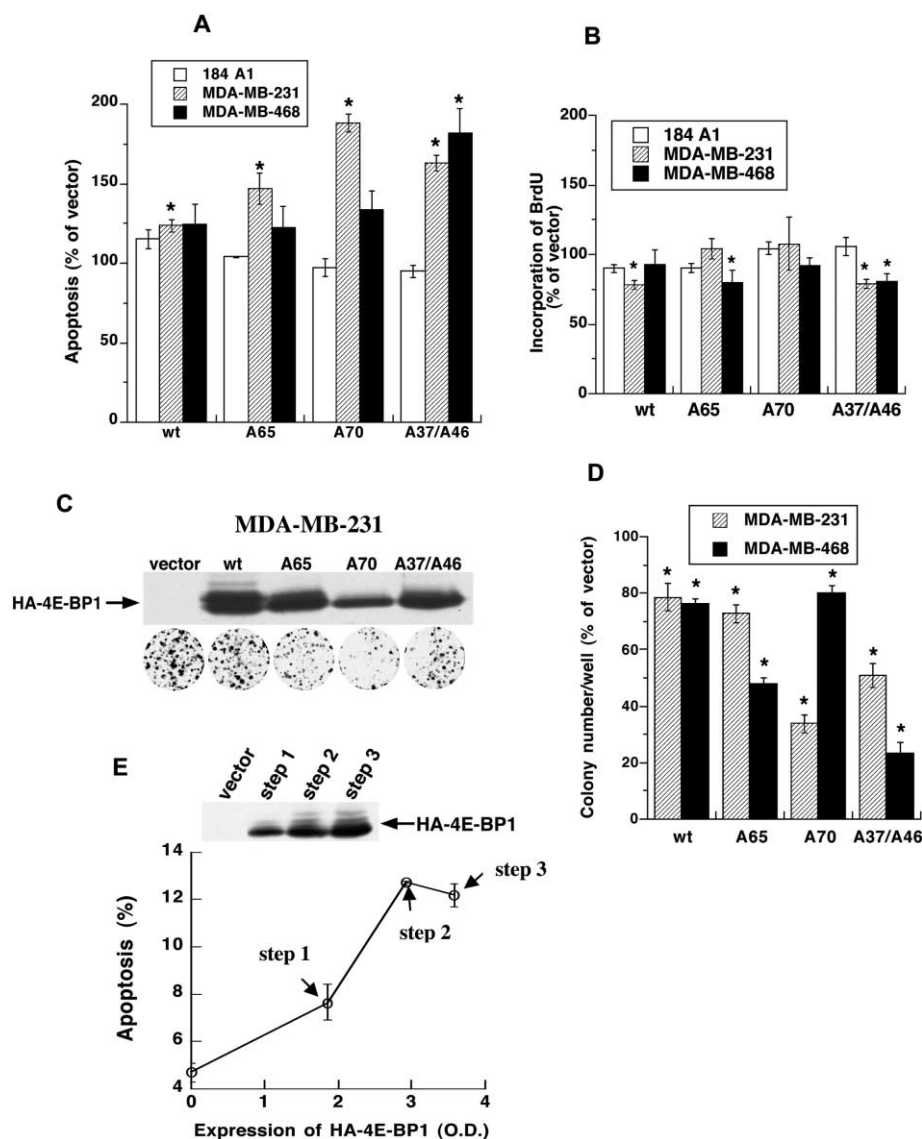 A
184 A1
MDA-MB-231
MDA-MB-468
Apoptosis (% of vector)
200
150
100
50
0
* * * * *
wt A65 A70 A37/A46
B
184 A1
MDA-MB-231
MDA-MB-468
Incorporation of BrdU
(% of vector)
200
150
100
50
0
* * * *
wt A65 A70 A37/A46
C
MDA-MB-231
vector wt A65 A70 A37/A46
HA-4E-BP1
D
MDA-MB-231
MDA-MB-468
Colony number/well (% of vector)
100
80
60
40
20
0
* * * * * * * *
wt A65 A70 A37/A46
E
vector step 1 step 2 step 3
HA-4E-BP1
Apoptosis (%)
14
12
10
8
6
4
step 1
step 2
step 3
0 1 2 3 4
Expression of HA-4E-BP1 (O.D.)